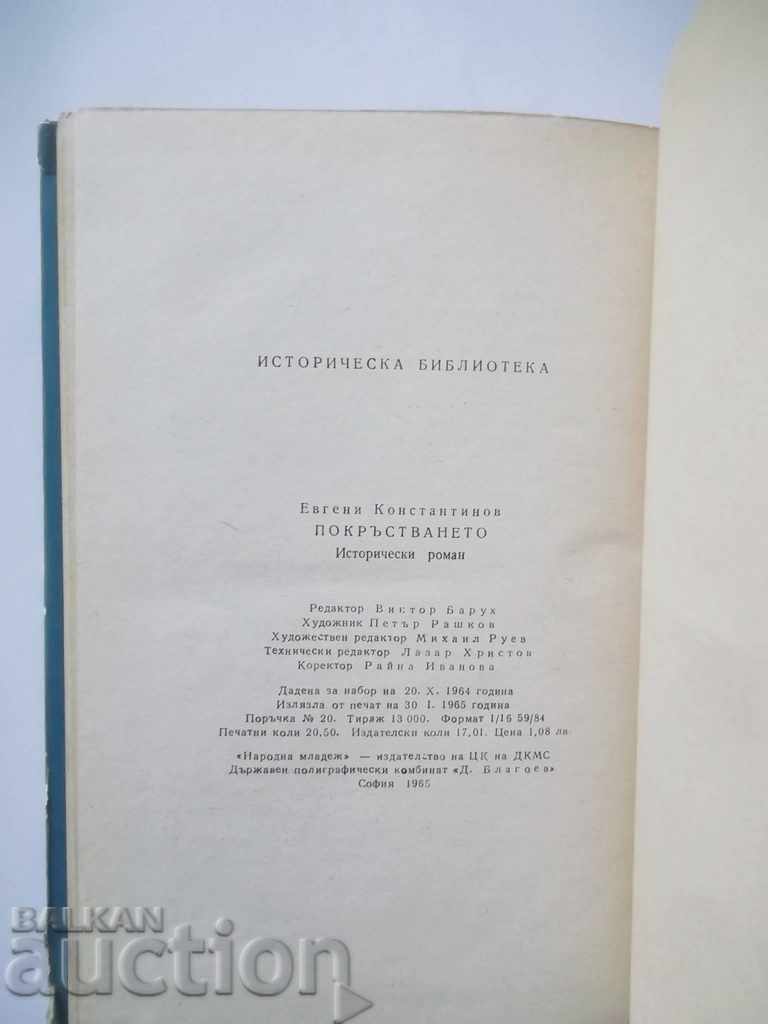 ИСТОРИЧЕСКА БИБЛИОТЕКА
Евгени Константинов
ПОКРЪСТВАНЕТО
Исторически роман
Редактор Виктор Барух
Художник Петър Рашков
Художествен редактор Михаил Руев
Технически редактор Лазар Христов
Коректор Райна Иванова
Дадена за набор на 20. X. 1964 година
Излязла от печат на 30 I. 1965 година
Поръчка № 20. Тираж 13 000. Формат 1/16 59/84
Печатни коли 20,50. Издателски коли 17,01. Цена 1,08 лв.
«Народна младеж» — издателство на ЦК на ДКМС
Държавен полиграфически комбинат «Д. Благоев»
София 1965
BALKAN
auction